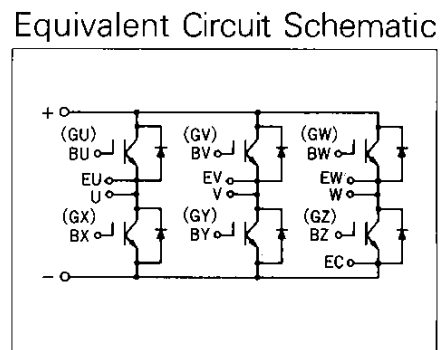 Equivalent Circuit Schematic
+
(GU) (GV) (GW)
BU BV BW
EU EV EW
U V W
(GX) (GY) (GZ)
BX BY BZ
EC
−